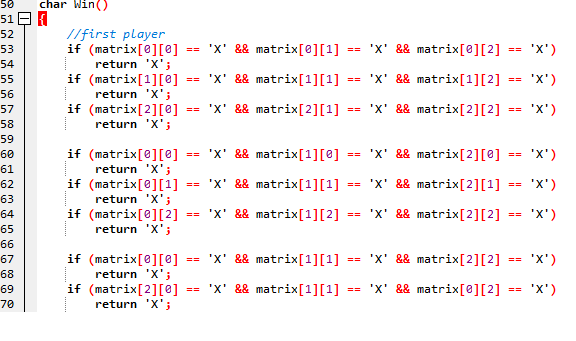 50 char Win()
51 {
52 //first player
53 if (matrix[0][0] == 'X' && matrix[0][1] == 'X' && matrix[0][2] == 'X')
54 return 'X';
55 if (matrix[1][0] == 'X' && matrix[1][1] == 'X' && matrix[1][2] == 'X')
56 return 'X';
57 if (matrix[2][0] == 'X' && matrix[2][1] == 'X' && matrix[2][2] == 'X')
58 return 'X';
59
60 if (matrix[0][0] == 'X' && matrix[1][0] == 'X' && matrix[2][0] == 'X')
61 return 'X';
62 if (matrix[0][1] == 'X' && matrix[1][1] == 'X' && matrix[2][1] == 'X')
63 return 'X';
64 if (matrix[0][2] == 'X' && matrix[1][2] == 'X' && matrix[2][2] == 'X')
65 return 'X';
66
67 if (matrix[0][0] == 'X' && matrix[1][1] == 'X' && matrix[2][2] == 'X')
68 return 'X';
69 if (matrix[2][0] == 'X' && matrix[1][1] == 'X' && matrix[0][2] == 'X')
70 return 'X';